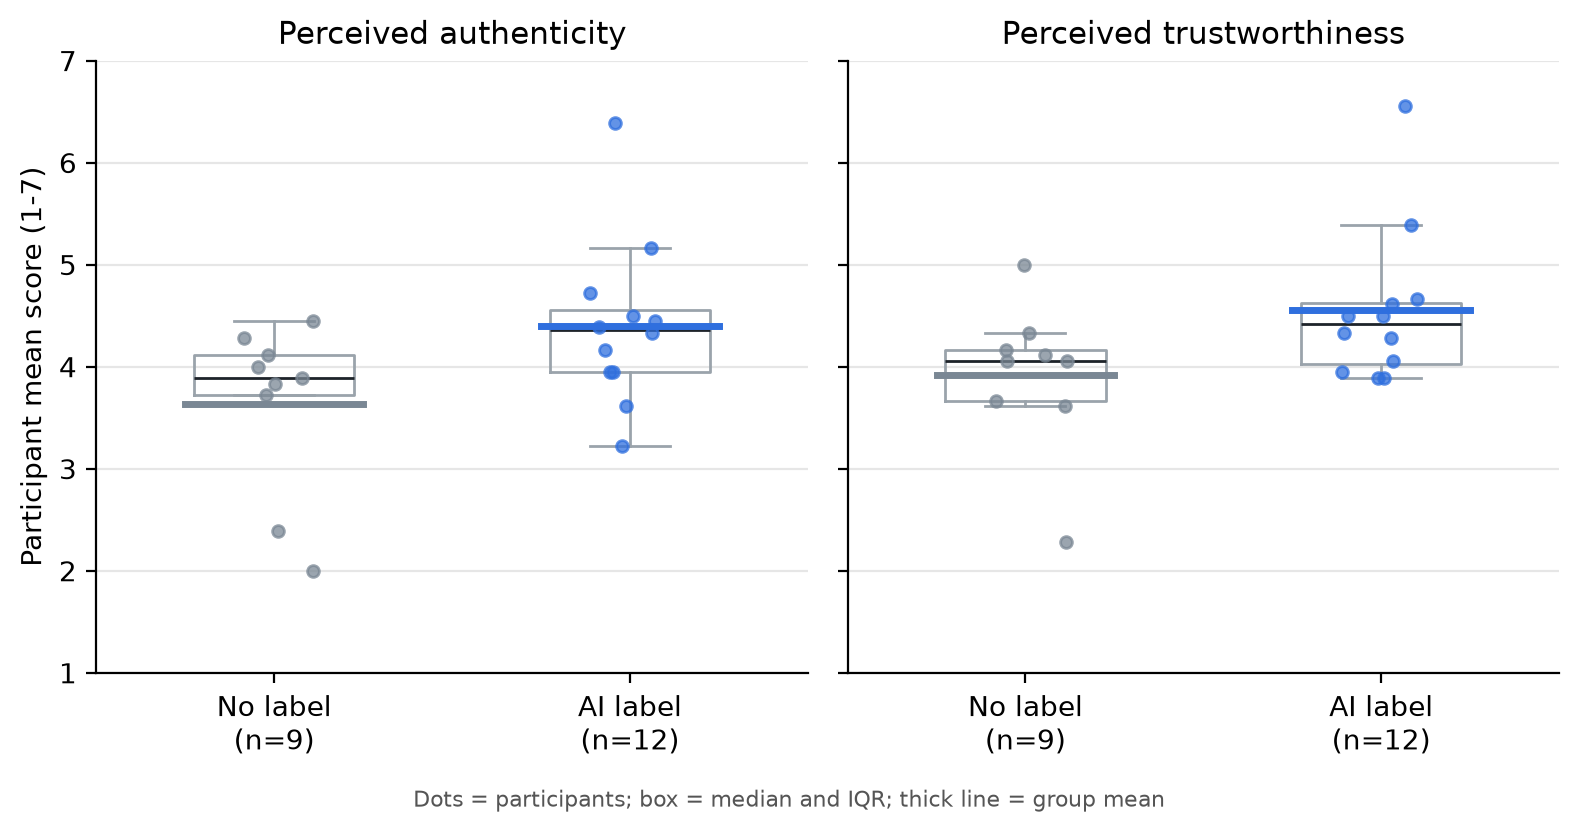 Perceived authenticity
Perceived trustworthiness
Participant mean score (1-7)
7
6
5
4
3
2
1
No label
(n=9)
AI label
(n=12)
No label
(n=9)
AI label
(n=12)
Dots = participants; box = median and IQR; thick line = group mean